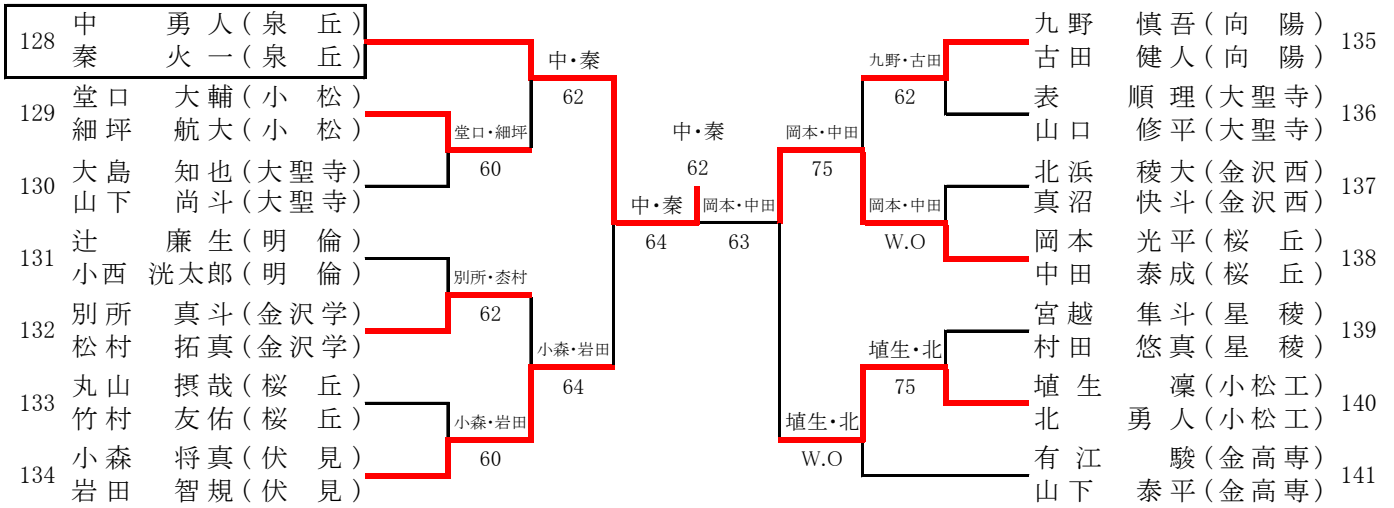 128
中 勇人(泉 丘)
秦 火一(泉 丘)
129
堂口 大輔(小 松)
細坪 航大(小 松)
130
大島 知也(大聖寺)
山下 尚斗(大聖寺)
131
辻 廉生(明 倫)
小西 洸太郎(明 倫)
132
別所 真斗(金沢学)
松村 拓真(金沢学)
133
丸山 摂哉(桜 丘)
竹村 友佑(桜 丘)
134
小森 将真(伏 見)
岩田 智規(伏 見)
中・秦
62
堂口・細坪
60
別所・枩村
62
小森・岩田
64
小森・岩田
60
中・秦
64
中・秦
62
岡本・中田
63
九野・古田
62
岡本・中田
75
岡本・中田
W.O
埴生・北
75
埴生・北
W.O
九野 慎吾(向 陽)
古田 健人(向 陽)
135
表 順理(大聖寺)
山口 修平(大聖寺)
136
北浜 稜大(金沢西)
真沼 快斗(金沢西)
137
岡本 光平(桜 丘)
中田 泰成(桜 丘)
138
宮越 隼斗(星 稜)
村田 悠真(星 稜)
139
埴生 凜(小松工)
北 勇人(小松工)
140
有江 駿(金高専)
山下 泰平(金高専)
141